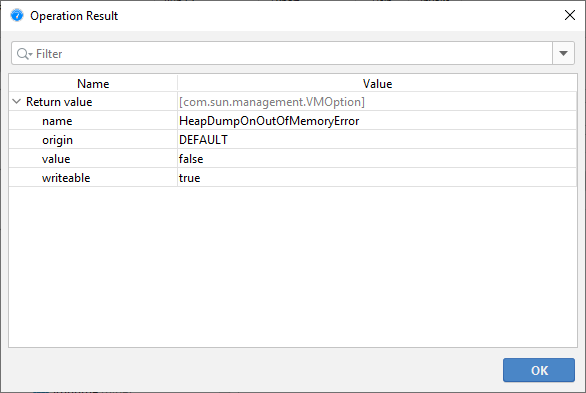 Operation Result
Filter
Name Value
Return value [com.sun.management.VMOption]
name HeapDumpOnOutOfMemoryError
origin DEFAULT
value false
writeable true
OK